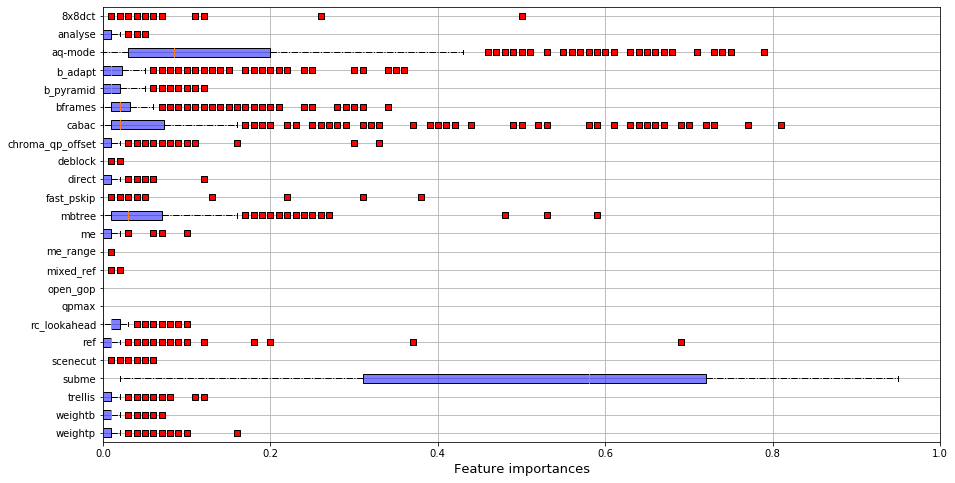 8x8dct
analyse
aq-mode
b_adapt
b_pyramid
bframes
cabac
chroma_qp_offset
deblock
direct
fast_pskip
mbtree
me
me_range
mixed_ref
open_gop
qpmax
rc_lookahead
ref
scenecut
subme
trellis
weightb
weightp
0.0 0.2 0.4 0.6 0.8 1.0
Feature importances